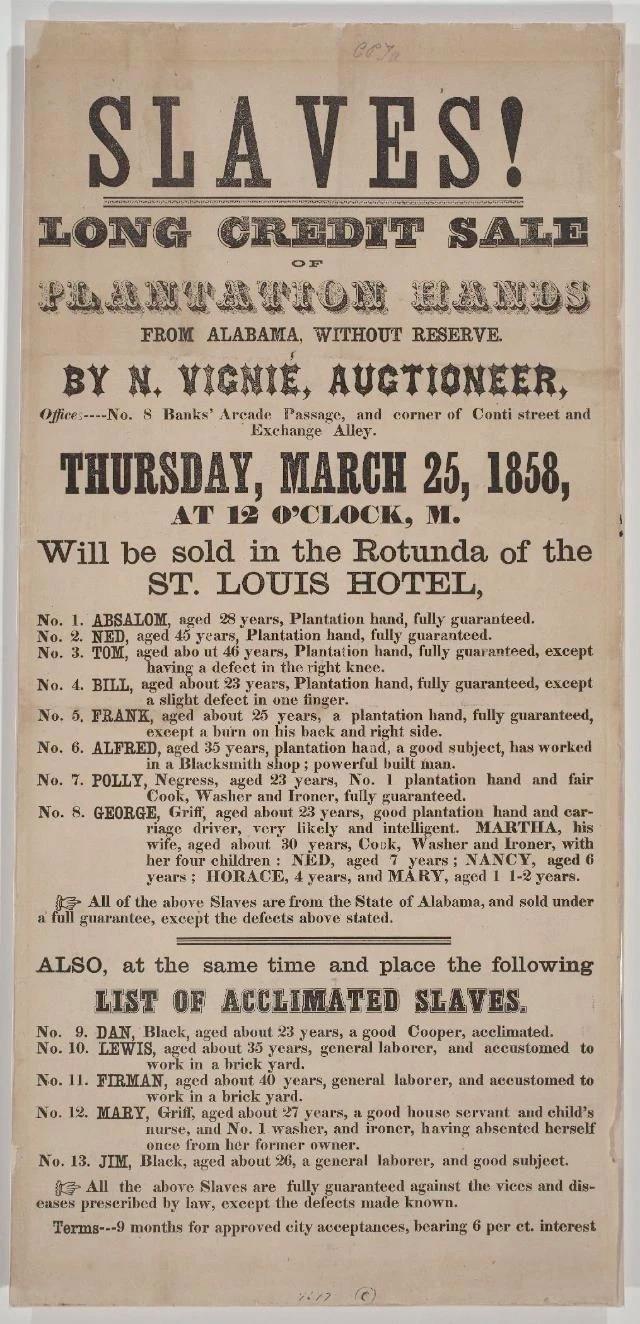 SLAVES!
LONG CREDIT SALE
OF
PLANTATION HANDS
FROM ALABAMA, WITHOUT RESERVE.
BY N. VIGNIÉ, AUCTIONEER,
Office:----No. 8 Banks' Arcade Passage, and corner of Conti street and
Exchange Alley.
THURSDAY, MARCH 25, 1858,
AT 12 O'CLOCK, M.
Will be sold in the Rotunda of the
ST. LOUIS HOTEL,
No. 1. ABSALOM, aged 28 years, Plantation hand, fully guaranteed.
No. 2. NED, aged 45 years, Plantation hand, fully guaranteed.
No. 3. TOM, aged abo ut 46 years, Plantation hand, fully guaranteed, except
having a defect in the right knee.
No. 4. BILL, aged about 23 years, Plantation hand, fully guaranteed, except
a slight defect in one finger.
No. 5. FRANK, aged about 25 years, a plantation hand, fully guaranteed,
except a burn on his back and right side.
No. 6. ALFRED, aged 35 years, plantation hand, a good subject, has worked
in a Blacksmith shop; powerful built man.
No. 7. POLLY, Negress, aged 23 years, No. 1 plantation hand and fair
Cook, Washer and Ironer, fully guaranteed.
No. 8. GEORGE, Griff, aged about 23 years, good plantation hand and car-
riage driver, very likely and intelligent. MARTHA, his
wife, aged about 30 years, Cook, Washer and Ironer, with
her four children: NED, aged 7 years; NANCY, aged 6
years; HORACE, 4 years, and MARY, aged 1 1-2 years.
☞ All of the above Slaves are from the State of Alabama, and sold under
a full guarantee, except the defects above stated.
ALSO, at the same time and place the following
LIST OF ACCLIMATED SLAVES.
No. 9. DAN, Black, aged about 23 years, a good Cooper, acclimated.
No. 10. LEWIS, aged about 35 years, general laborer, and accustomed to
work in a brick yard.
No. 11. FIRMAN, aged about 40 years, general laborer, and accustomed to
work in a brick yard.
No. 12. MARY, Griff, aged about 27 years, a good house servant and child's
nurse, and No. 1 washer, and ironer, having absented herself
once from her former owner.
No. 13. JIM, Black, aged about 26, a general laborer, and good subject.
☞ All the above Slaves are fully guaranteed against the vices and dis-
eases prescribed by law, except the defects made known.
Terms---9 months for approved city acceptances, bearing 6 per ct. interest